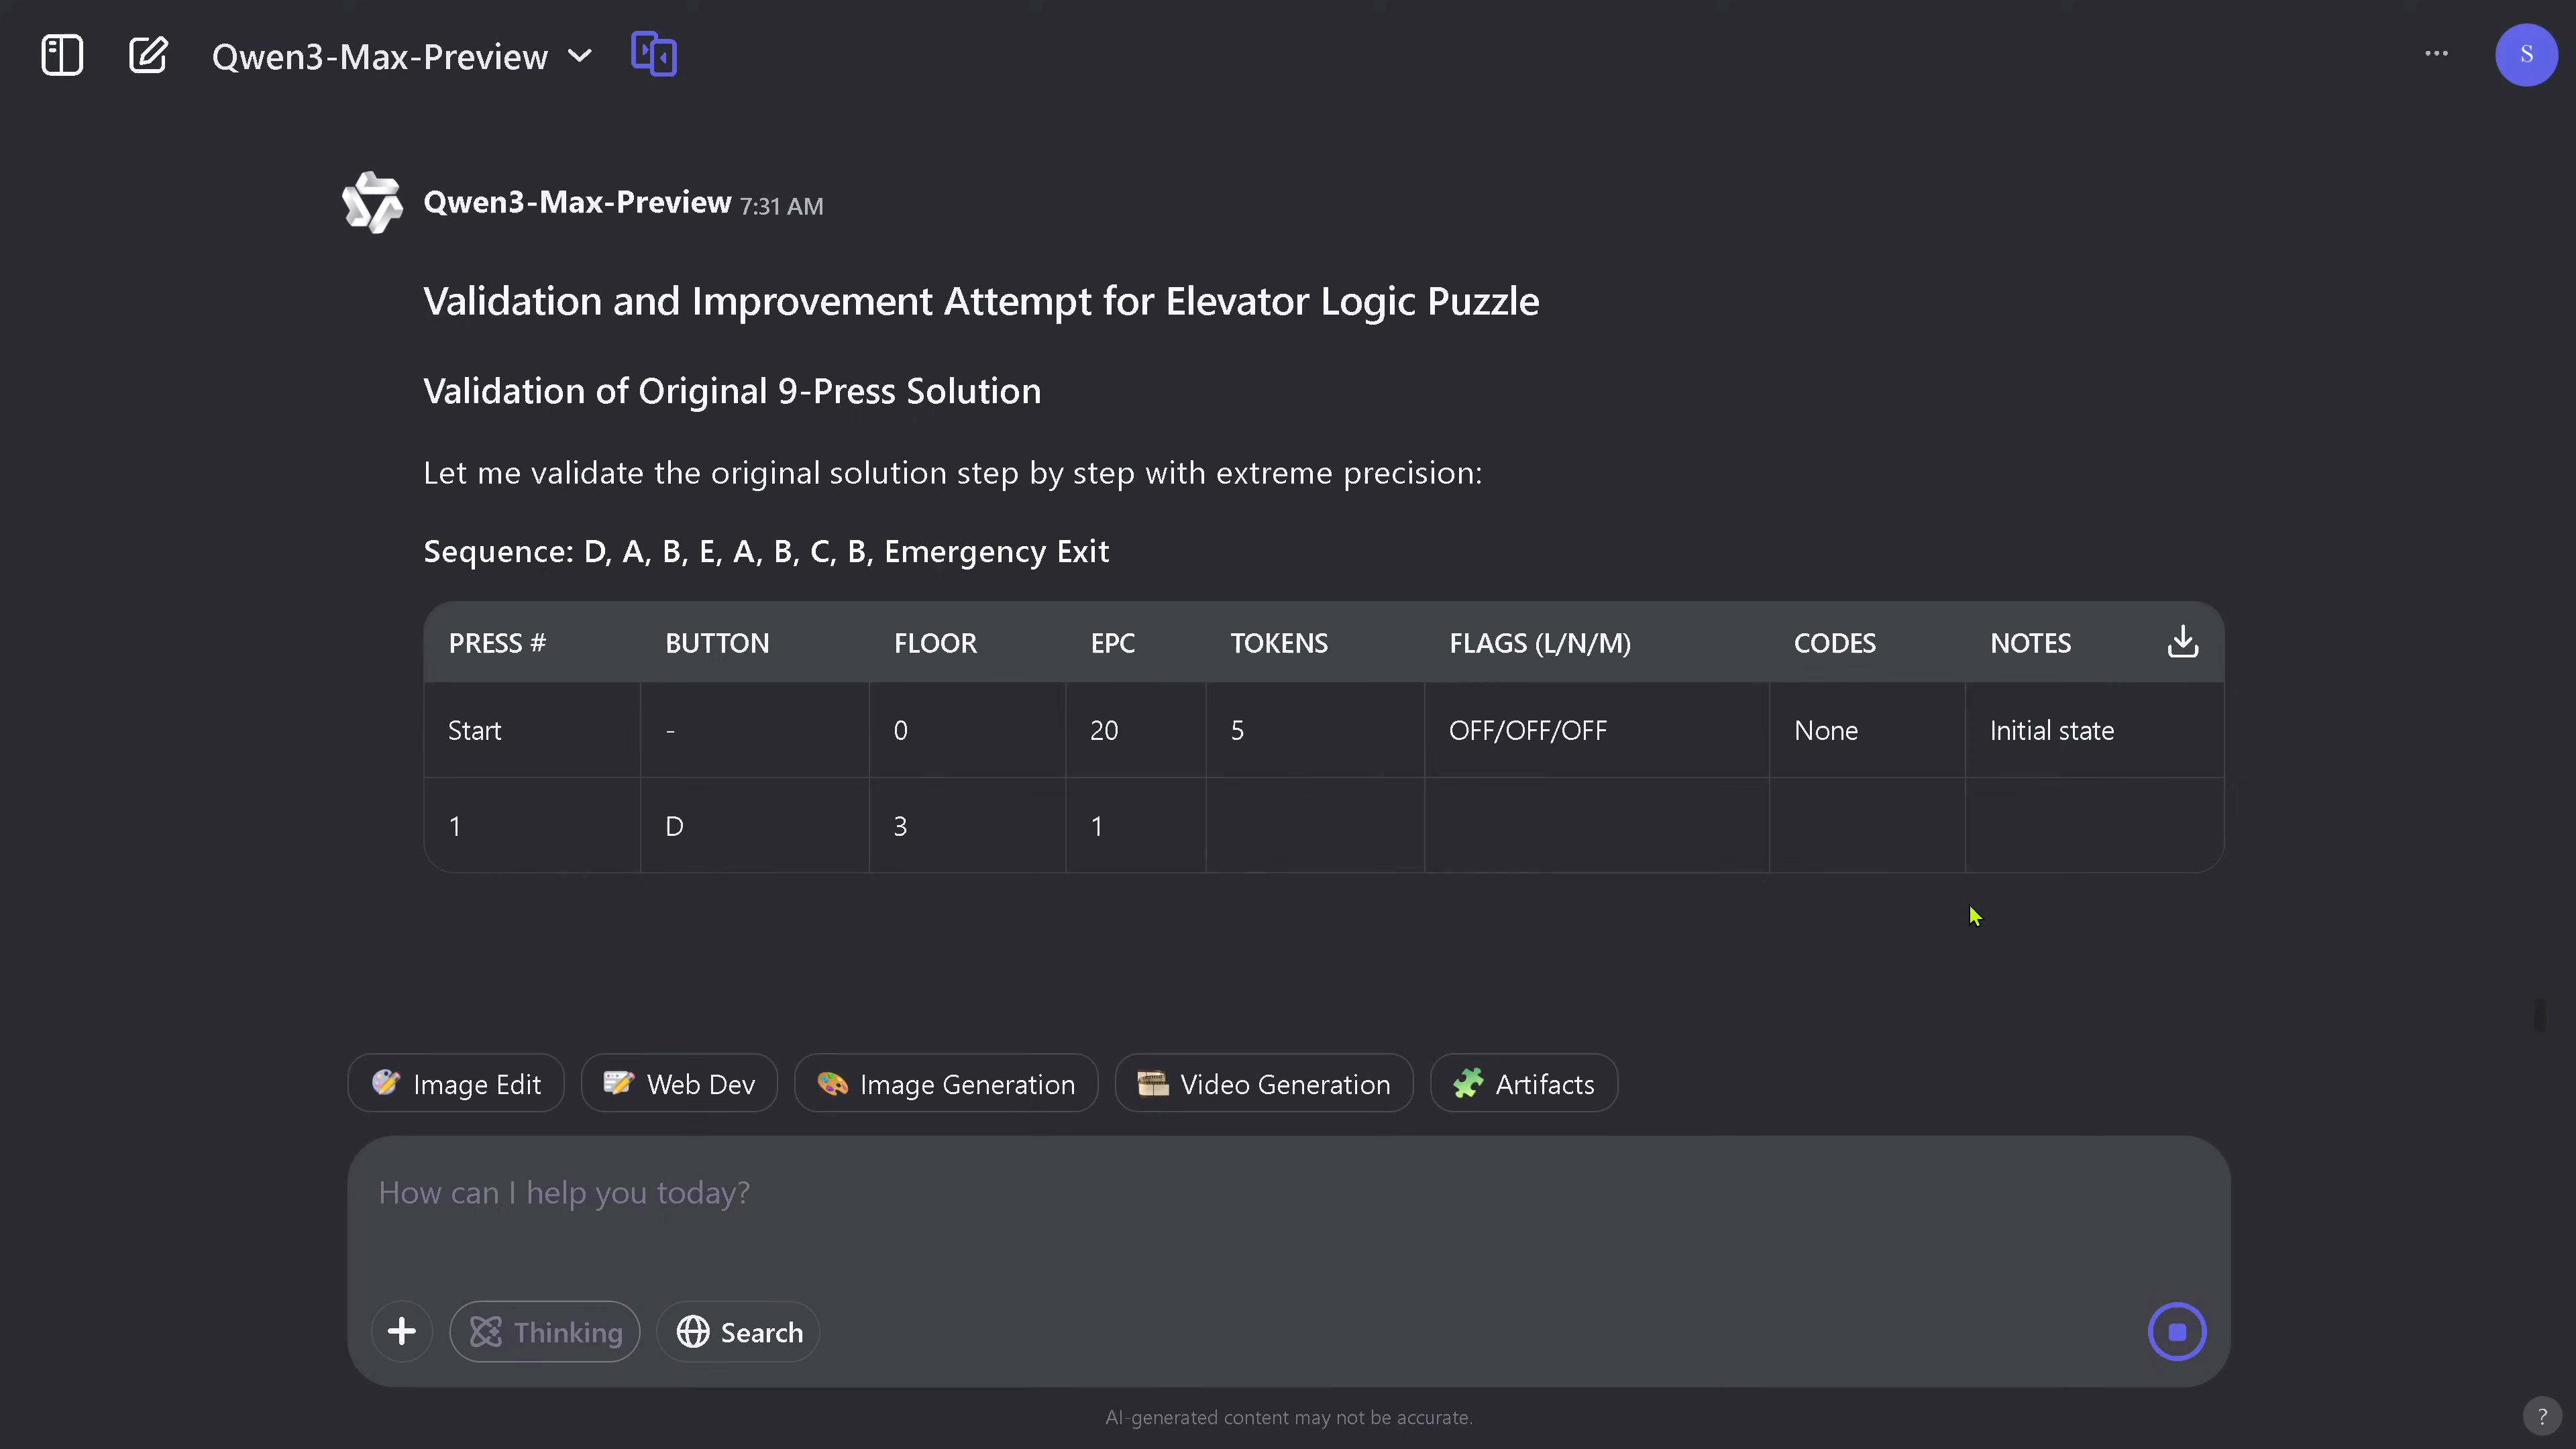 Qwen3-Max-Preview
S
Qwen3-Max-Preview 7:31 AM
Validation and Improvement Attempt for Elevator Logic Puzzle
Validation of Original 9-Press Solution
Let me validate the original solution step by step with extreme precision:
Sequence: D, A, B, E, A, B, C, B, Emergency Exit
PRESS # BUTTON FLOOR EPC TOKENS FLAGS (L/N/M) CODES NOTES
Start - 0 20 5 OFF/OFF/OFF None Initial state
1 D 3 1
Image Edit Web Dev Image Generation Video Generation Artifacts
How can I help you today?
Thinking Search
AI-generated content may not be accurate.
?